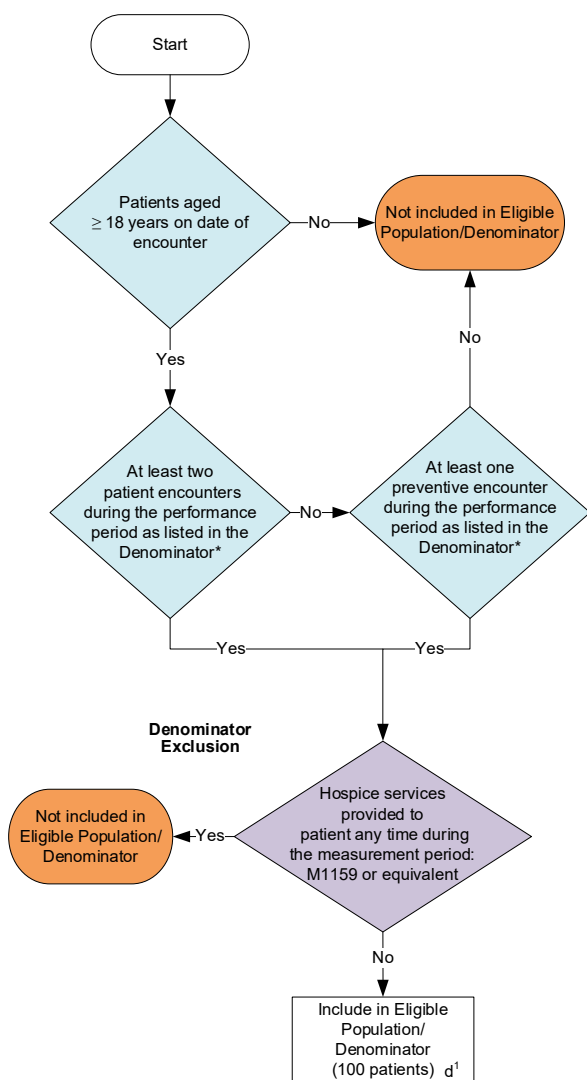 Start
Patients aged
≥ 18 years on date of
encounter
No
Not included in Eligible
Population/Denominator
Yes
No
At least two
patient encounters
during the performance
period as listed in the
Denominator*
No
At least one
preventive encounter
during the performance
period as listed in the
Denominator*
Yes
Yes
Denominator
Exclusion
Hospice services
provided to
patient any time during
the measurement period:
M1159 or equivalent
Yes
Not included in
Eligible Population/
Denominator
No
Include in Eligible
Population/
Denominator
(100 patients) d¹